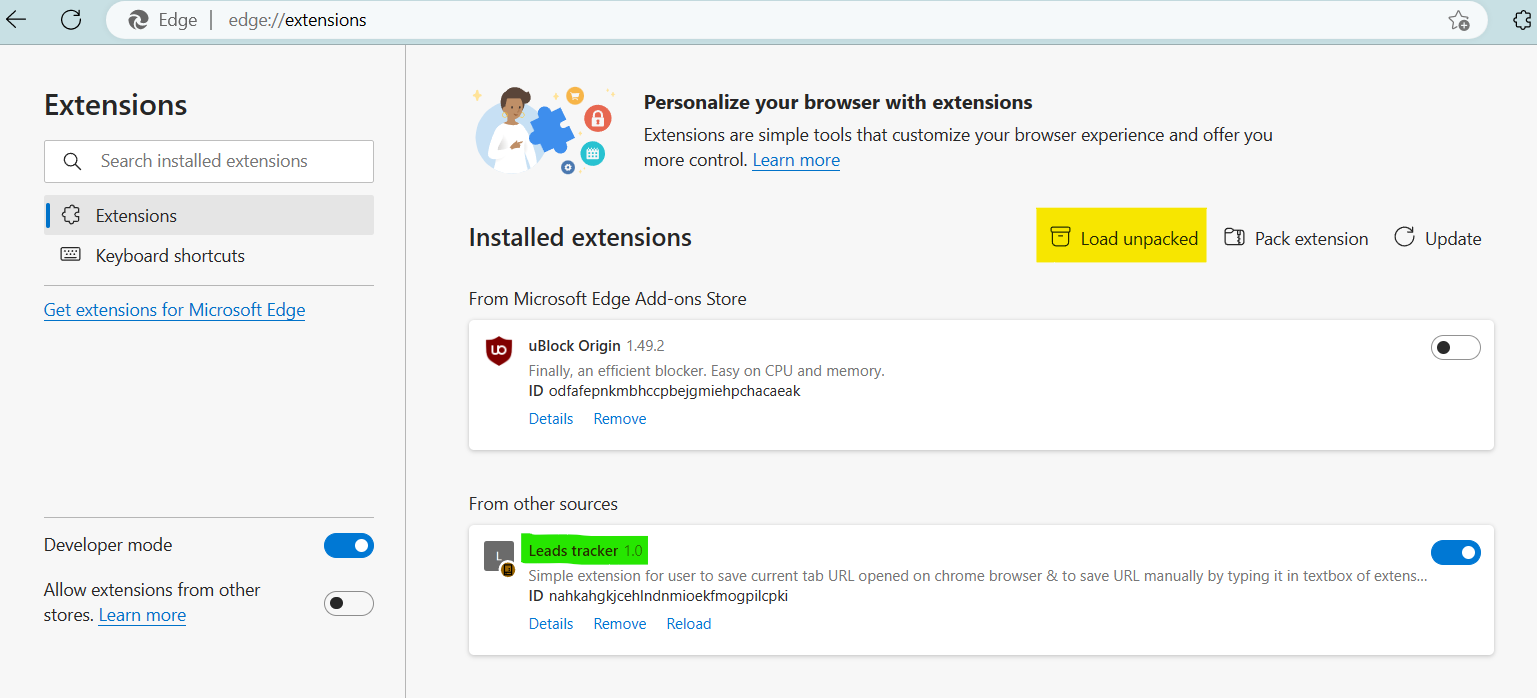 Edge | edge://extensions
Extensions
Search installed extensions
Extensions
Keyboard shortcuts
Get extensions for Microsoft Edge
Developer mode
Allow extensions from other
stores. Learn more
Personalize your browser with extensions
Extensions are simple tools that customize your browser experience and offer you
more control. Learn more
Installed extensions
Load unpacked
Pack extension
Update
From Microsoft Edge Add-ons Store
uBlock Origin 1.49.2
Finally, an efficient blocker. Easy on CPU and memory.
ID odfafepnkmbhccpbejgmiehpchacaeak
Details Remove
From other sources
L
Leads tracker 1.0
Simple extension for user to save current tab URL opened on chrome browser & to save URL manually by typing it in textbox of extens...
ID nahkahgkjcehlndnmioekfmogpilcpki
Details Remove Reload